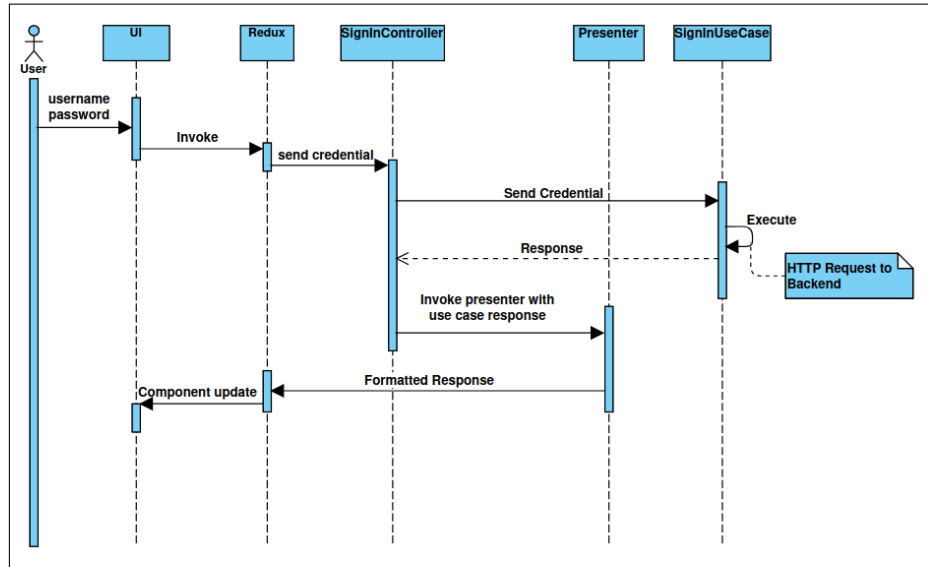 UI
Redux
SignInController
Presenter
SignInUseCase
User
username
password
Invoke
send credential
Send Credential
Execute
Response
HTTP Request to
Backend
Invoke presenter with
use case response
Formatted Response
Component update